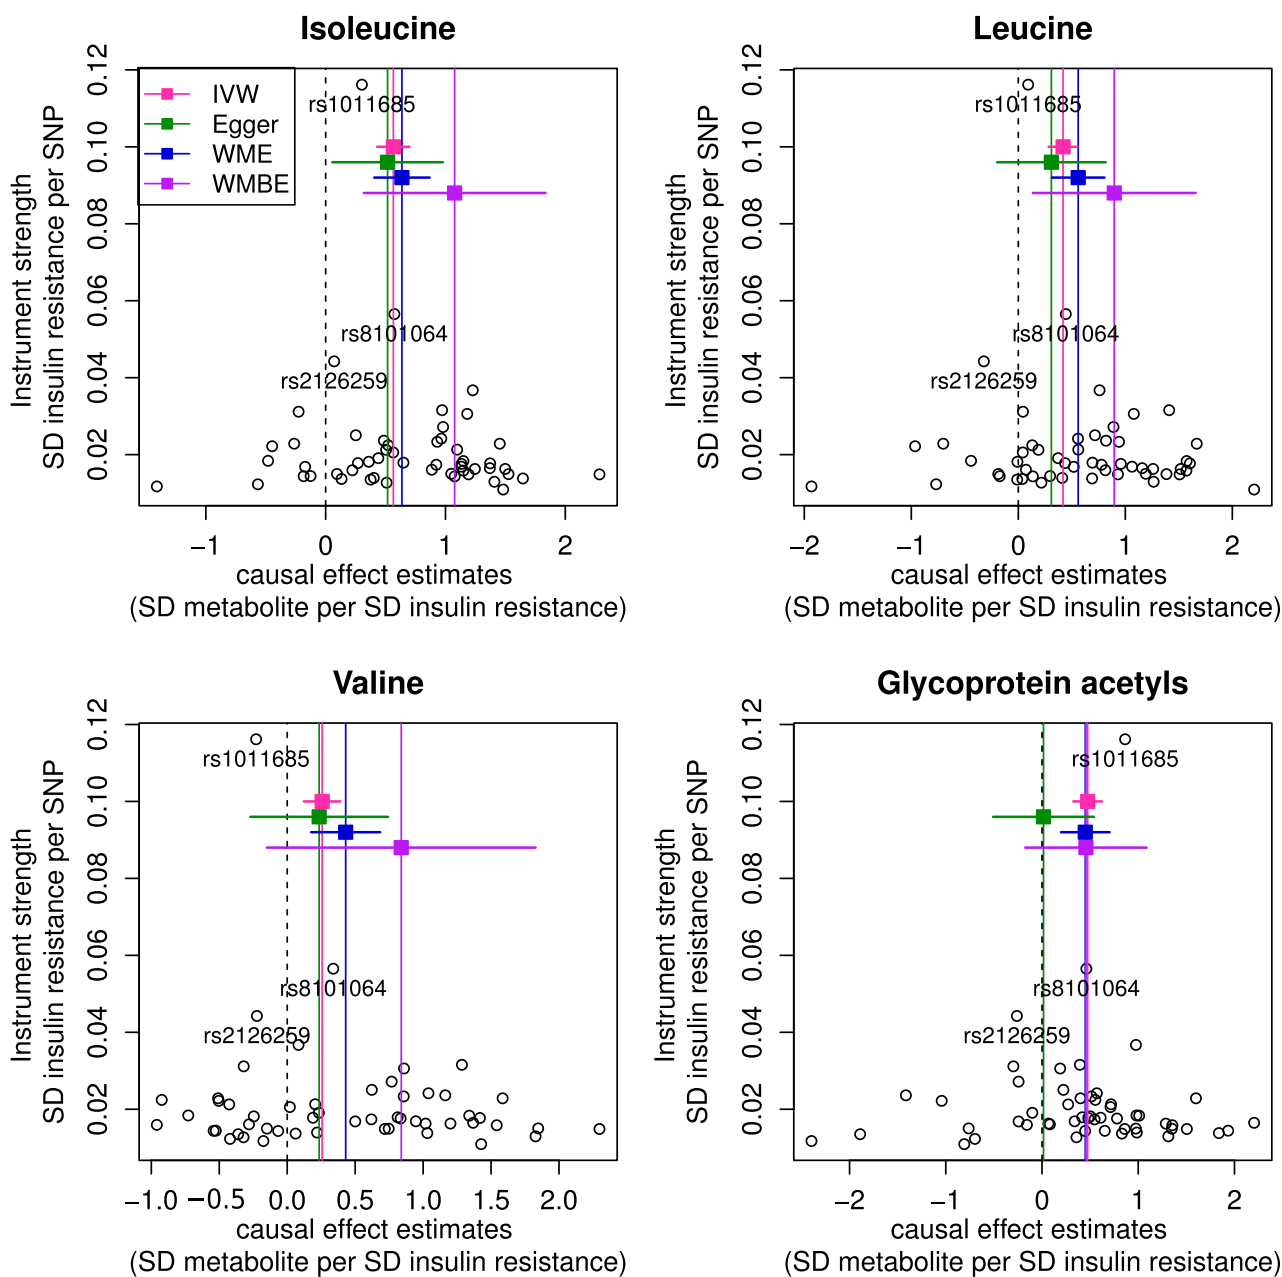 Isoleucine
Instrument strength
SD insulin resistance per SNP
0.12
0.10
0.08
0.06
0.04
0.02
IVW
Egger
WME
WMBE
rs1011685
rs8101064
rs2126259
−1
0
1
2
causal effect estimates
(SD metabolite per SD insulin resistance)
Leucine
Instrument strength
SD insulin resistance per SNP
0.12
0.10
0.08
0.06
0.04
0.02
rs1011685
rs8101064
rs2126259
−2
−1
0
1
2
causal effect estimates
(SD metabolite per SD insulin resistance)
Valine
Instrument strength
SD insulin resistance per SNP
0.12
0.10
0.08
0.06
0.04
0.02
rs1011685
rs8101064
rs2126259
−1.0
−0.5
0.0
0.5
1.0
1.5
2.0
causal effect estimates
(SD metabolite per SD insulin resistance)
Glycoprotein acetyls
Instrument strength
SD insulin resistance per SNP
0.12
0.10
0.08
0.06
0.04
0.02
rs1011685
rs8101064
rs2126259
−2
−1
0
1
2
causal effect estimates
(SD metabolite per SD insulin resistance)